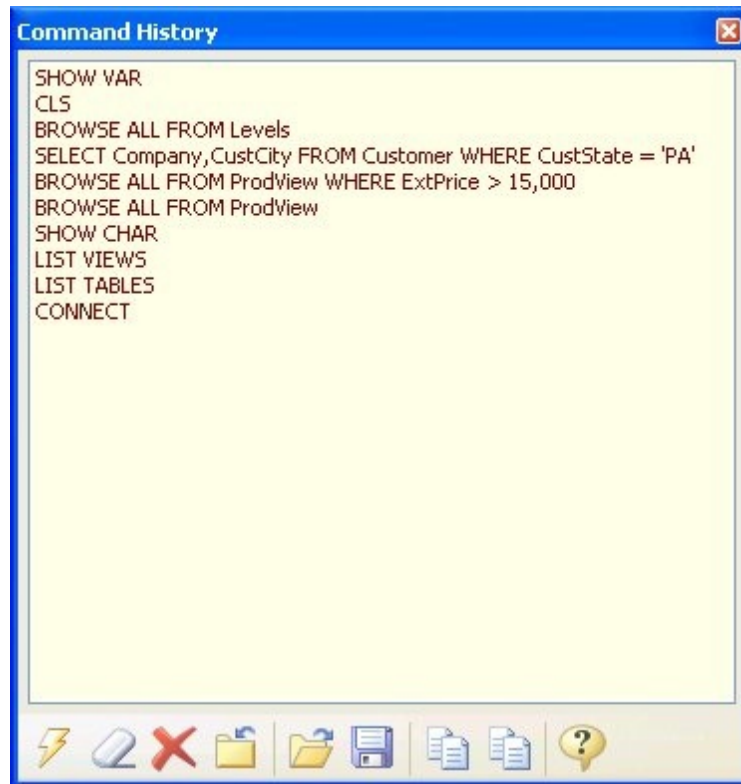 Command History
SHOW VAR
CLS
BROWSE ALL FROM Levels
SELECT Company,CustCity FROM Customer WHERE CustState = 'PA'
BROWSE ALL FROM ProdView WHERE ExtPrice > 15,000
BROWSE ALL FROM ProdView
SHOW CHAR
LIST VIEWS
LIST TABLES
CONNECT